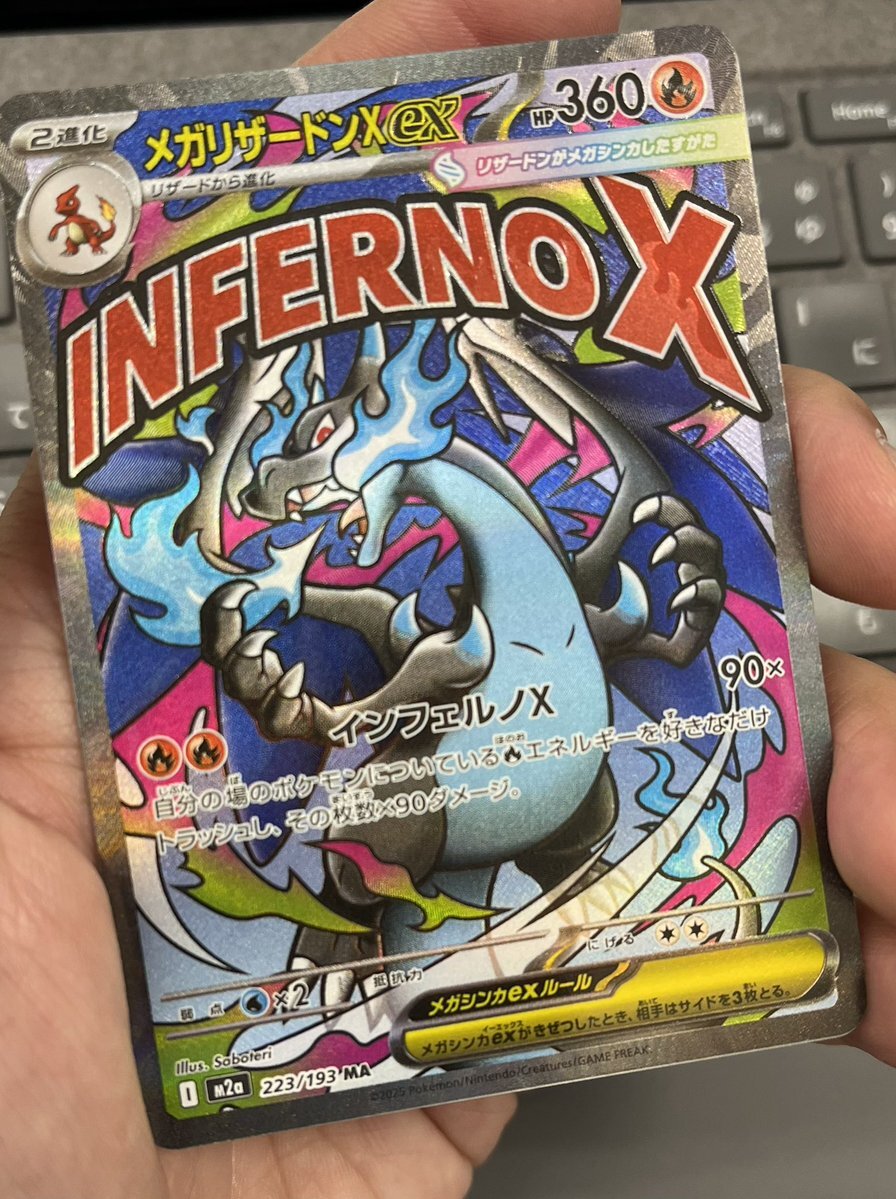 2進化
メガリザードンXex
HP360
リザードから進化
リザードンがメガシンカしたすがた
INFERNO X
インフェルノX
90×
自分の場のポケモンについているエネルギーを好きなだけ
トラッシュし、その枚数×90ダメージ。
弱点 ×2
抵抗力
にげる
メガシンカexルール
メガシンカexがきぜつしたとき、相手はサイドを3枚とる。
Illus. Saboteri
I m2a 223/193 MA
©2025 Pokémon/Nintendo/Creatures/GAME FREAK.
Home